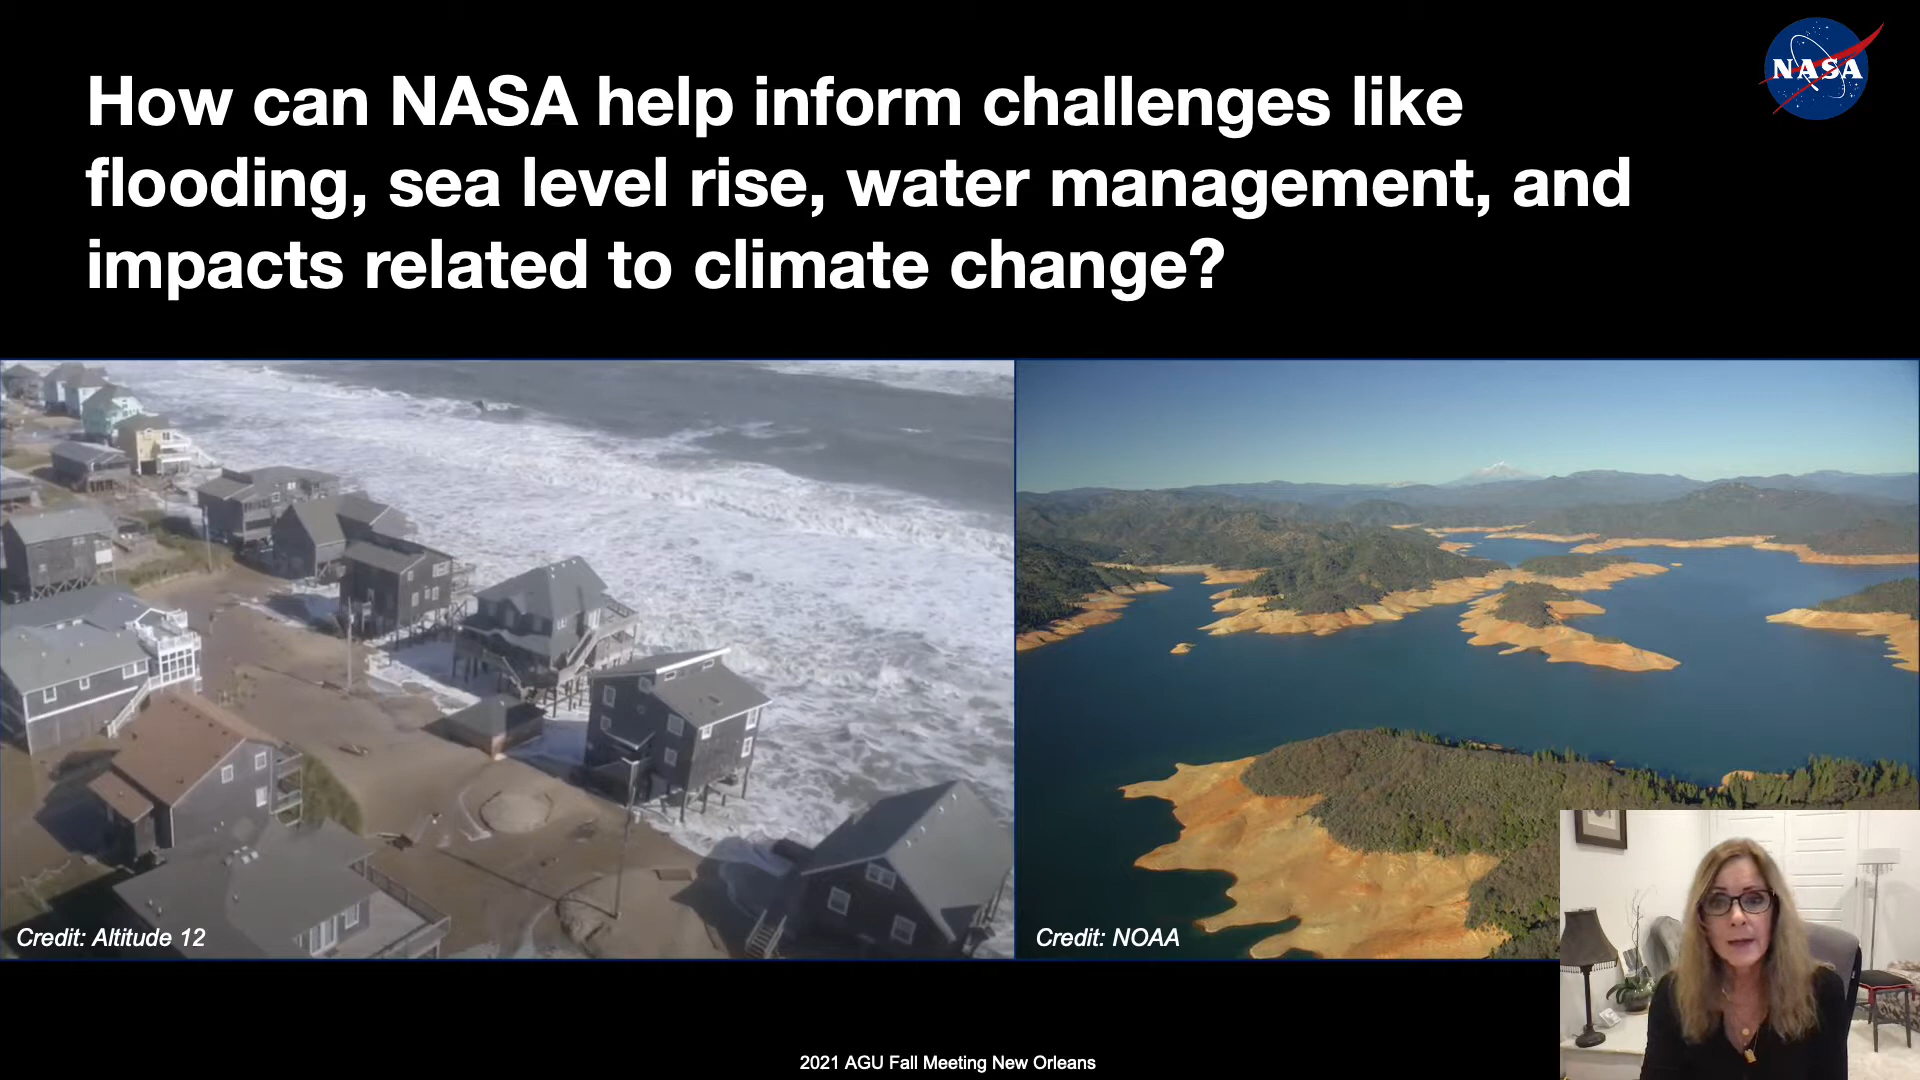 How can NASA help inform challenges like
flooding, sea level rise, water management, and
impacts related to climate change?
NASA
Credit: Altitude 12
Credit: NOAA
2021 AGU Fall Meeting New Orleans